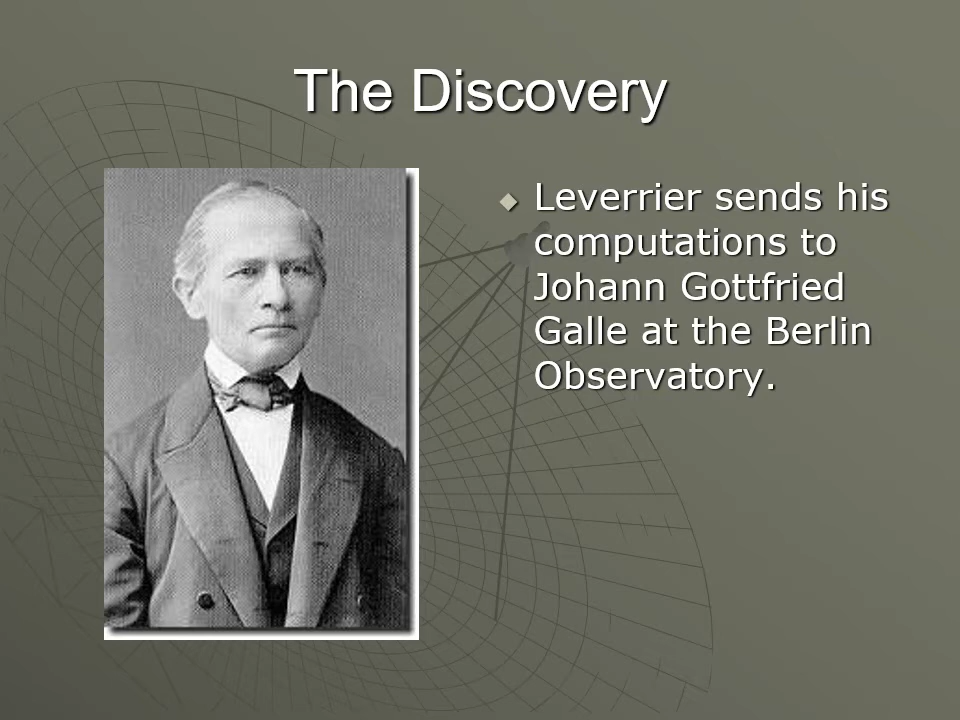 The Discovery
Leverrier sends his
computations to
Johann Gottfried
Galle at the Berlin
Observatory.